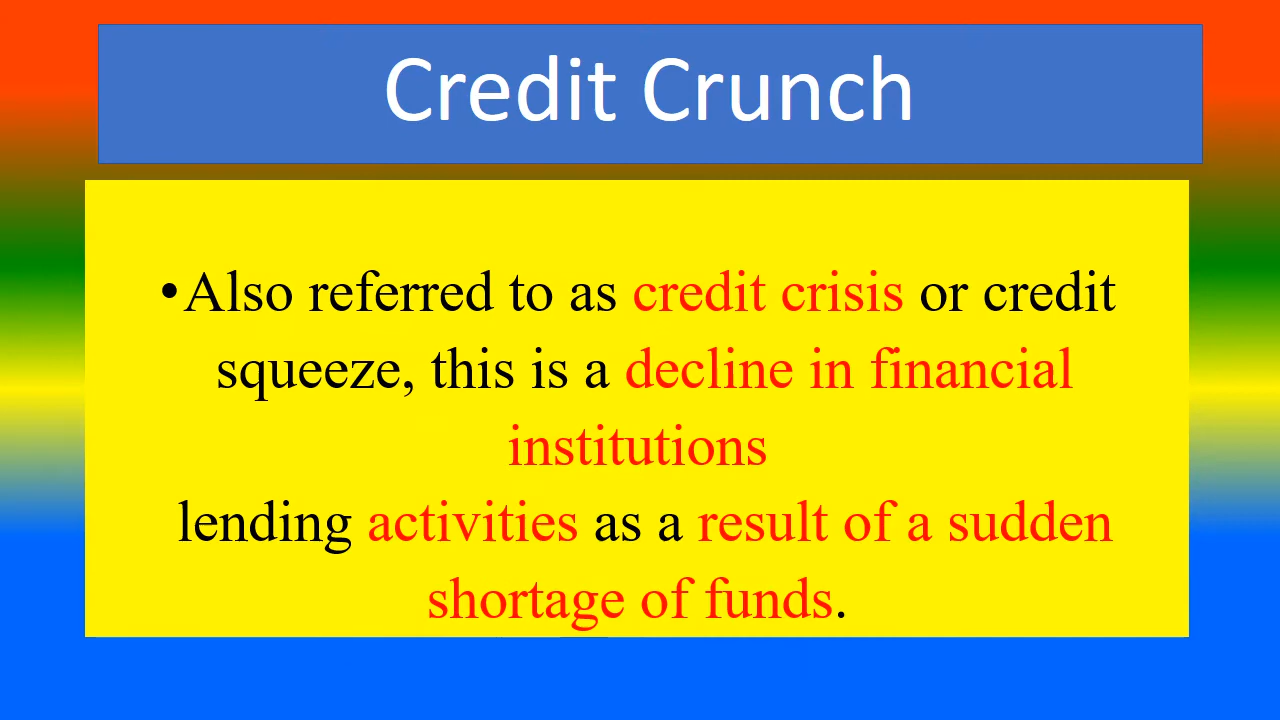 Credit Crunch
•Also referred to as credit crisis or credit
squeeze, this is a decline in financial
institutions
lending activities as a result of a sudden
shortage of funds.